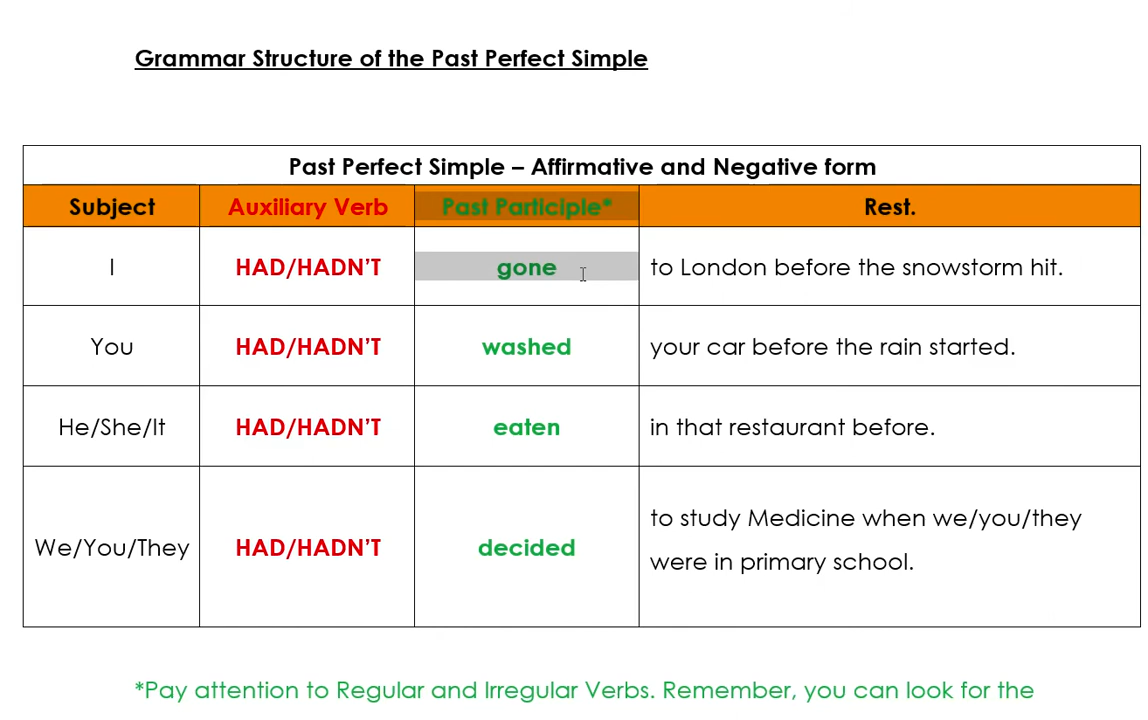 Grammar Structure of the Past Perfect Simple
Past Perfect Simple – Affirmative and Negative form
Subject Auxiliary Verb Past Participle* Rest.
I HAD/HADN'T gone to London before the snowstorm hit.
You HAD/HADN'T washed your car before the rain started.
He/She/It HAD/HADN'T eaten in that restaurant before.
We/You/They HAD/HADN'T decided to study Medicine when we/you/they
were in primary school.
*Pay attention to Regular and Irregular Verbs. Remember, you can look for the